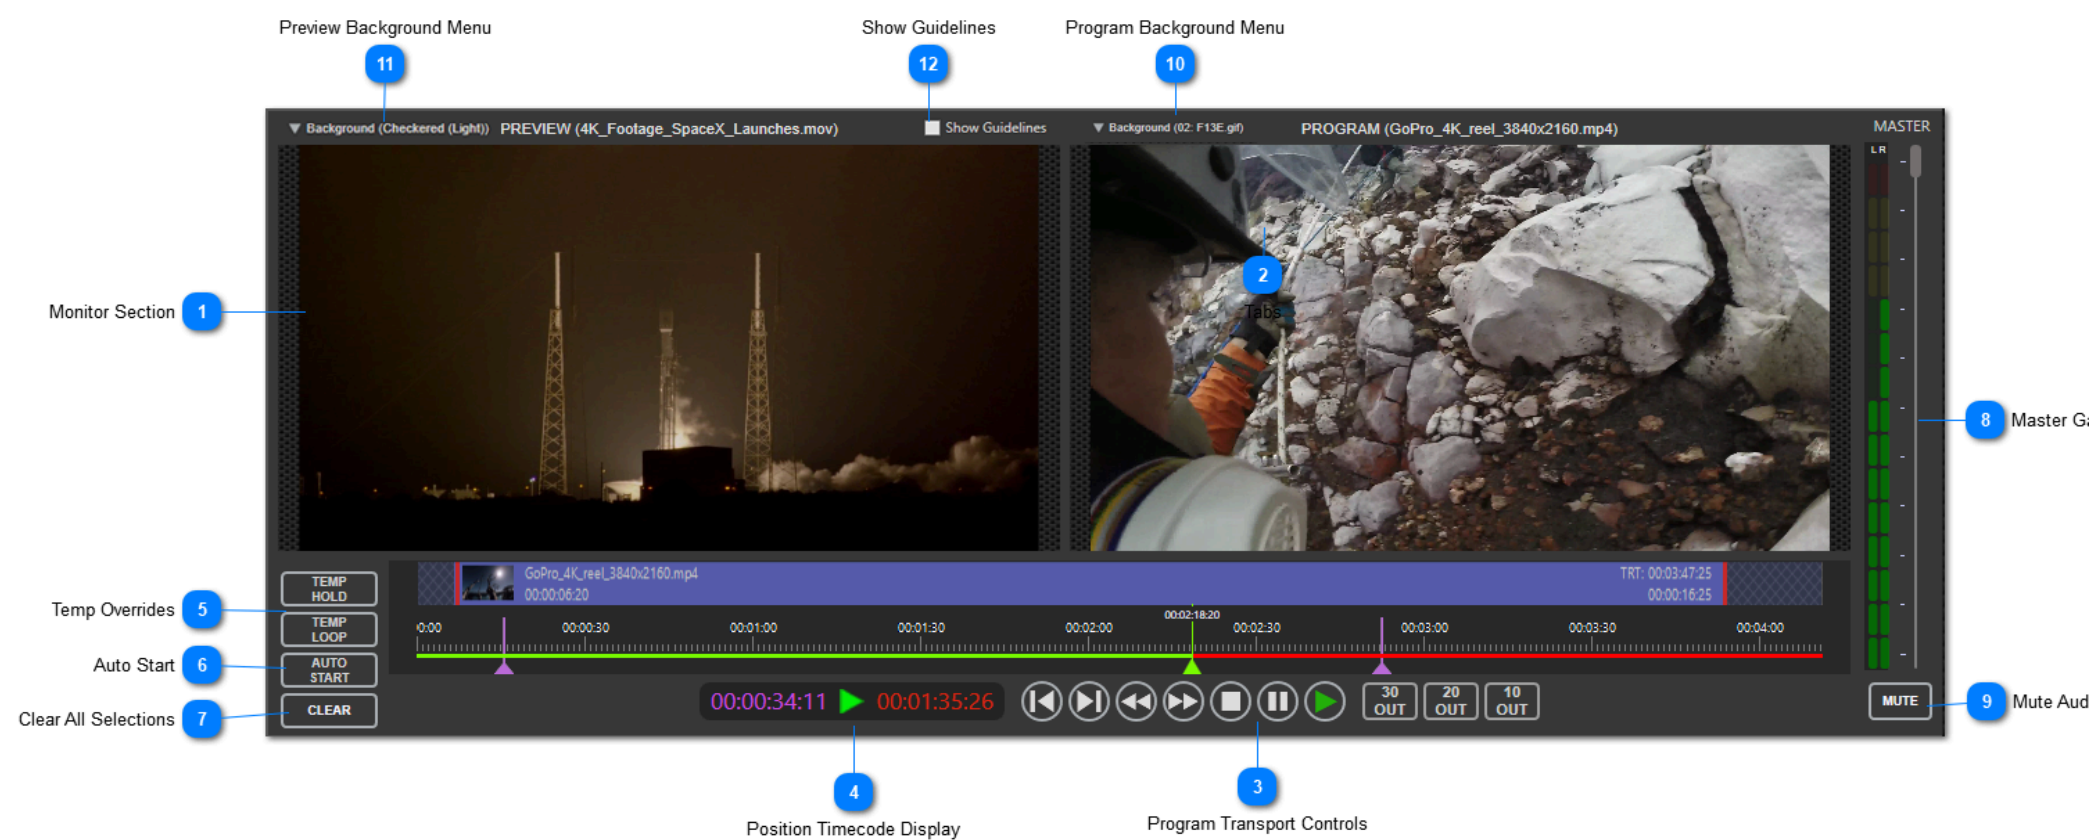 Preview Background Menu
11
Show Guidelines
12
Program Background Menu
10
Background (Checkered (Light))
PREVIEW (4K_Footage_SpaceX_Launches.mov)
Show Guidelines
Background (02: F13E.gif)
PROGRAM (GoPro_4K_reel_3840x2160.mp4)
MASTER
L R
Monitor Section
1
2
Tabs
8
Master Ga
TEMP
HOLD
TEMP
LOOP
AUTO
START
CLEAR
Temp Overrides
5
Auto Start
6
Clear All Selections
7
GoPro_4K_reel_3840x2160.mp4
00:00:06:20
TRT: 00:03:47:25
00:00:16:25
00:02:18:20
0:00
00:00:30
00:01:00
00:01:30
00:02:00
00:02:30
00:03:00
00:03:30
00:04:00
00:00:34:11
00:01:35:26
30
OUT
20
OUT
10
OUT
MUTE
9
Mute Aud
4
Position Timecode Display
3
Program Transport Controls